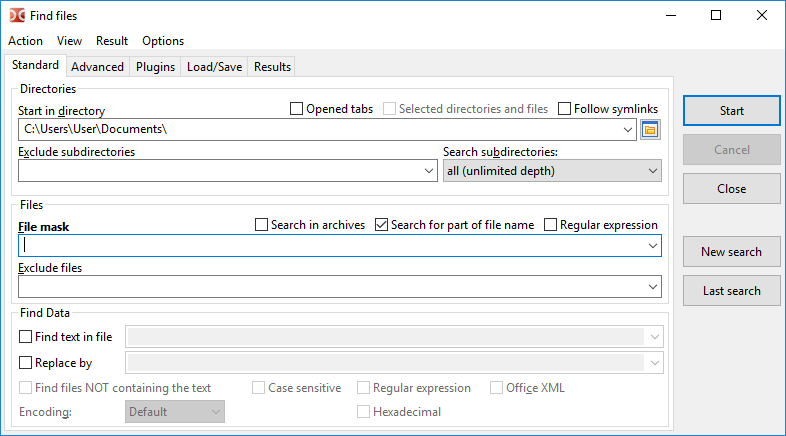 Find files
Action View Result Options
Standard Advanced Plugins Load/Save Results
Directories
Start in directory Opened tabs Selected directories and files Follow symlinks
C:\Users\User\Documents\
Exclude subdirectories Search subdirectories:
all (unlimited depth)
Files
File mask Search in archives Search for part of file name Regular expression
Exclude files
Find Data
Find text in file
Replace by
Find files NOT containing the text Case sensitive Regular expression Office XML
Encoding: Default Hexadecimal
Start
Cancel
Close
New search
Last search